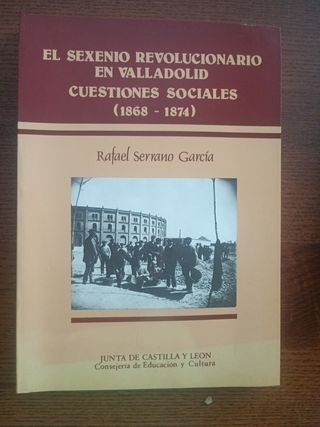 EL SEXENIO REVOLUCIONARIO
EN VALLADOLID
CUESTIONES SOCIALES
(1868 - 1874)
Rafael Serrano García
JUNTA DE CASTILLA Y LEON
Consejería de Educación y Cultura